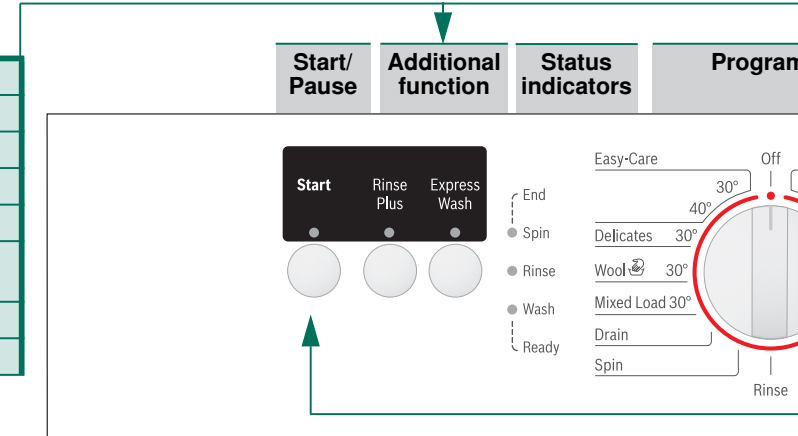 Start/
Pause
Additional
function
Status
indicators
Start
Rinse
Plus
Express
Wash
End
Spin
Rinse
Wash
Ready
Easy-Care
30°
40°
Delicates 30°
Wool 30°
Mixed Load 30°
Drain
Spin
Off
Rinse